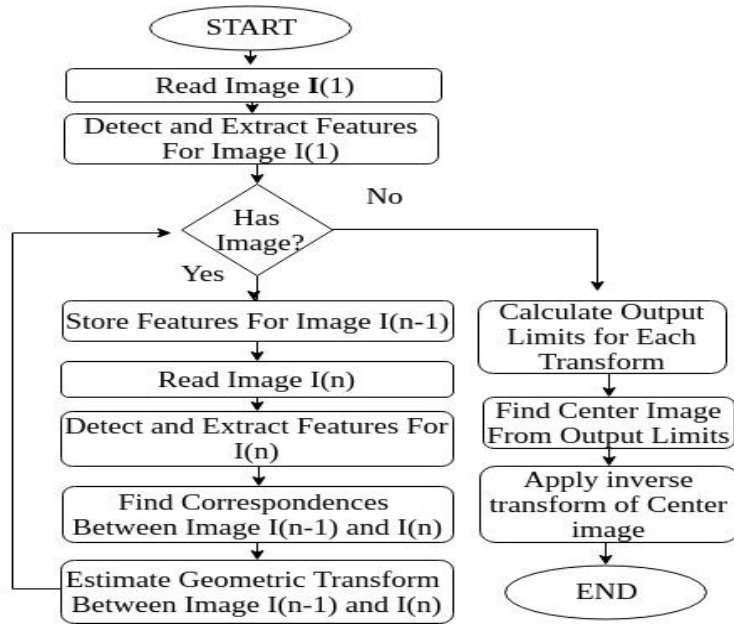 START
Read Image I(1)
Detect and Extract Features
For Image I(1)
Has
Image?
No
Yes
Store Features For Image I(n-1)
Read Image I(n)
Detect and Extract Features For
I(n)
Find Correspondences
Between Image I(n-1) and I(n)
Estimate Geometric Transform
Between Image I(n-1) and I(n)
Calculate Output
Limits for Each
Transform
Find Center Image
From Output Limits
Apply inverse
transform of Center
image
END